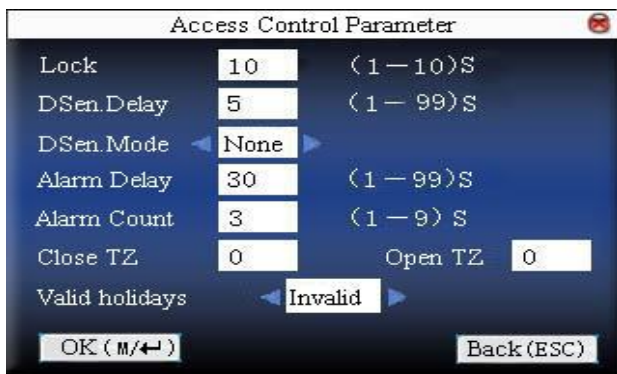 Access Control Parameter
Lock 10 (1—10)S
DSen.Delay 5 (1— 99)S
DSen.Mode None
Alarm Delay 30 (1—99)S
Alarm Count 3 (1—9) S
Close TZ 0 Open TZ 0
Valid holidays Invalid
OK(M/↵) Back(ESC)